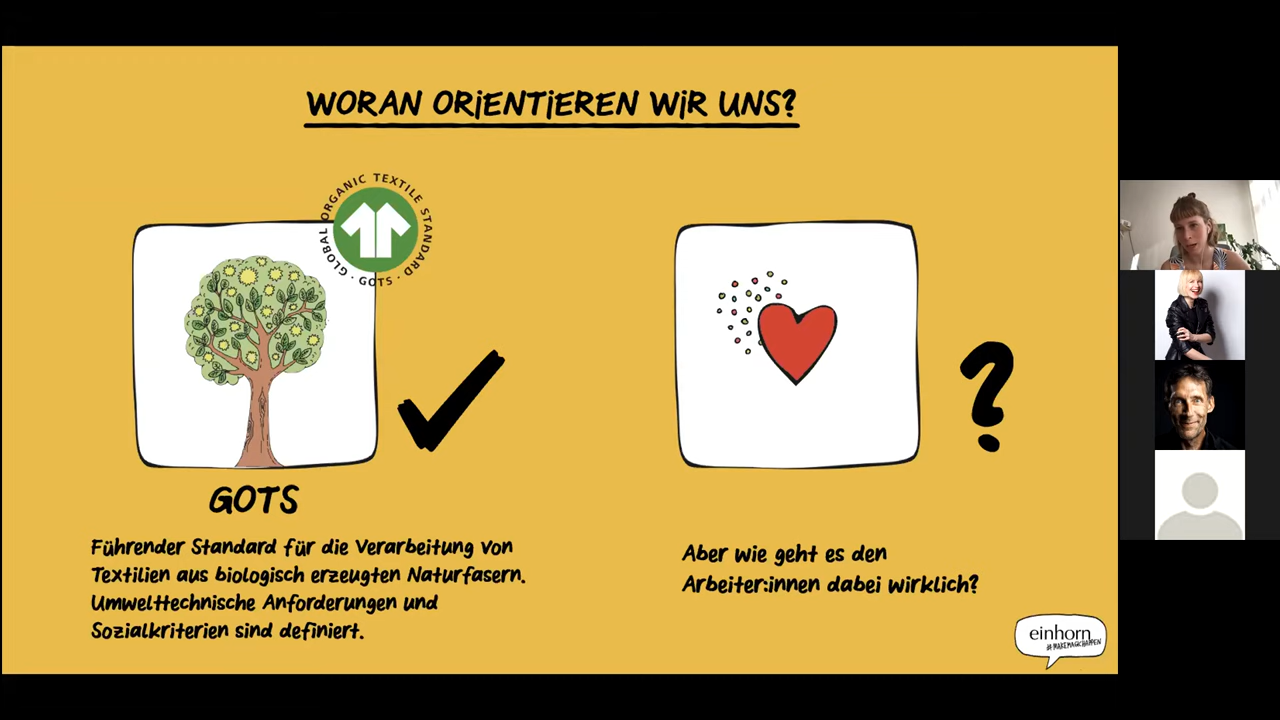 WORAN ORiENTiEREN WiR UNS?
GLOBAL ORGANIC TEXTILE STANDARD · GOTS ·
GOTS
Führender Standard für die Verarbeitung von
Textilien aus biologisch erzeugten Naturfasern.
Umwelttechnische Anforderungen und
Sozialkriterien sind definiert.
?
Aber wie geht es den
Arbeiter:innen dabei wirklich?
einhorn
#MAKEMAGICHAPPEN